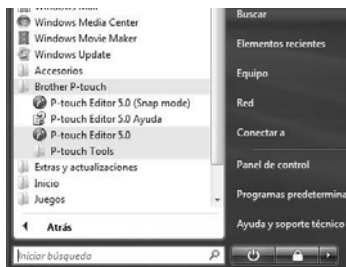 Windows Mail
Windows Media Center
Windows Movie Maker
Windows Update
Accesorios
Brother P-touch
P-touch Editor 5.0 (Snap mode)
P-touch Editor 5.0 Ayuda
P-touch Editor 5.0
P-touch Tools
Extras y actualizaciones
Inicio
Juegos
Atrás
Iniciar búsqueda
Buscar
Elementos recientes
Equipo
Red
Conectar a
Panel de control
Programas predetermina
Ayuda y soporte técnico